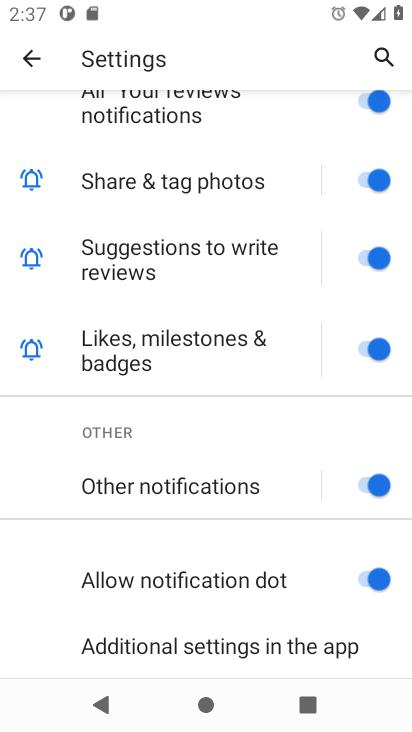 2:37
Settings
All "Your reviews"
notifications
Share & tag photos
Suggestions to write
reviews
Likes, milestones &
badges
OTHER
Other notifications
Allow notification dot
Additional settings in the app